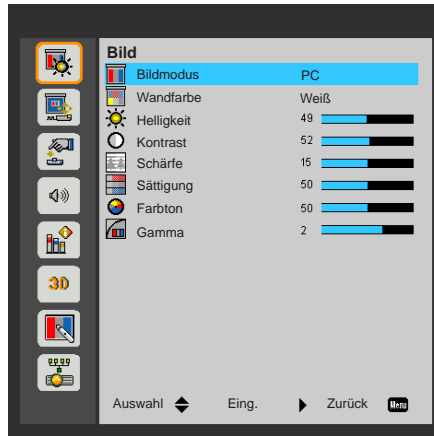 Bild
Bildmodus PC
Wandfarbe Weiß
Helligkeit 49
Kontrast 52
Schärfe 15
Sättigung 50
Farbton 50
Gamma 2
3D
Auswahl Eing. Zurück Menu